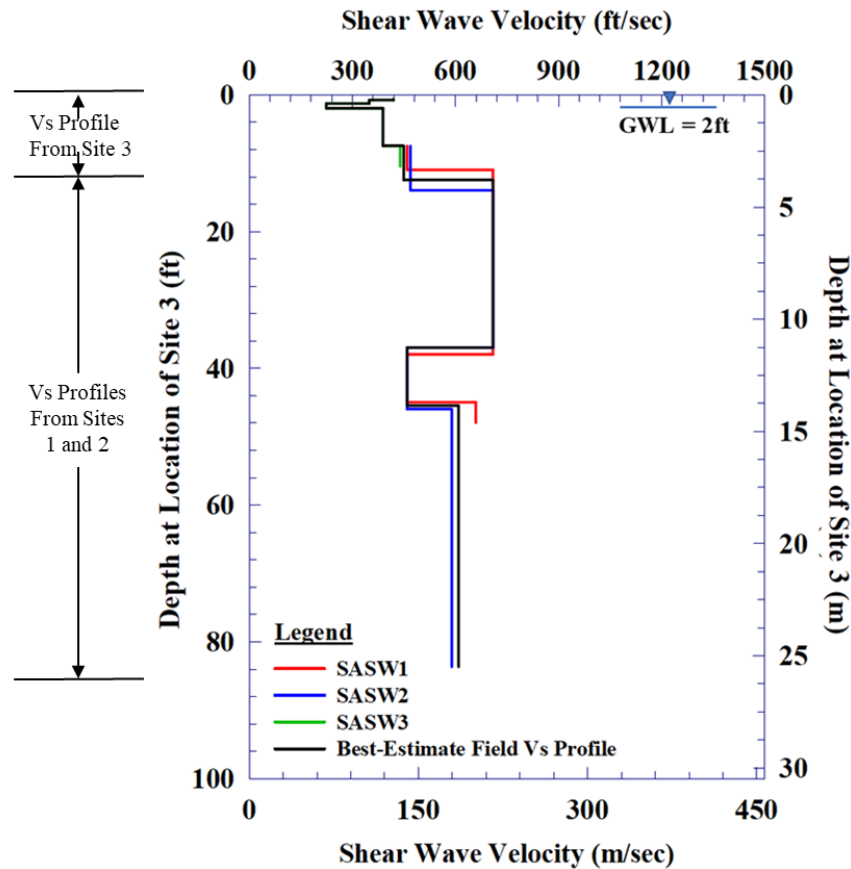 Shear Wave Velocity (ft/sec)
0 300 600 900 1200 1500
Vs Profile
From Site 3
Vs Profiles
From Sites
1 and 2
Depth at Location of Site 3 (ft)
0
20
40
60
80
100
GWL = 2ft
Legend
SASW1
SASW2
SASW3
Best-Estimate Field Vs Profile
0
5
10
15
20
25
30
Depth at Location of Site 3 (m)
0 150 300 450
Shear Wave Velocity (m/sec)